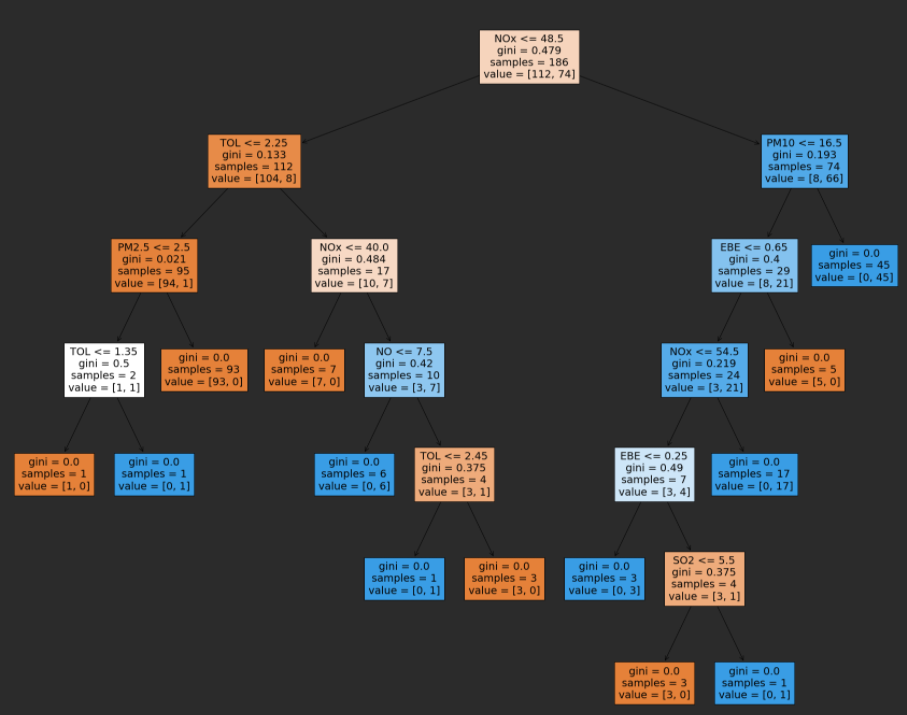 NOx <= 48.5
gini = 0.479
samples = 186
value = [112, 74]
TOL <= 2.25
gini = 0.133
samples = 112
value = [104, 8]
PM10 <= 16.5
gini = 0.193
samples = 74
value = [8, 66]
PM2.5 <= 2.5
gini = 0.021
samples = 95
value = [94, 1]
NOx <= 40.0
gini = 0.484
samples = 17
value = [10, 7]
EBE <= 0.65
gini = 0.4
samples = 29
value = [8, 21]
gini = 0.0
samples = 45
value = [0, 45]
TOL <= 1.35
gini = 0.5
samples = 2
value = [1, 1]
gini = 0.0
samples = 93
value = [93, 0]
gini = 0.0
samples = 7
value = [7, 0]
NO <= 7.5
gini = 0.42
samples = 10
value = [3, 7]
NOx <= 54.5
gini = 0.219
samples = 24
value = [3, 21]
gini = 0.0
samples = 5
value = [5, 0]
gini = 0.0
samples = 1
value = [1, 0]
gini = 0.0
samples = 1
value = [0, 1]
gini = 0.0
samples = 6
value = [0, 6]
TOL <= 2.45
gini = 0.375
samples = 4
value = [3, 1]
EBE <= 0.25
gini = 0.49
samples = 7
value = [3, 4]
gini = 0.0
samples = 17
value = [0, 17]
gini = 0.0
samples = 1
value = [0, 1]
gini = 0.0
samples = 3
value = [3, 0]
gini = 0.0
samples = 3
value = [0, 3]
SO2 <= 5.5
gini = 0.375
samples = 4
value = [3, 1]
gini = 0.0
samples = 3
value = [3, 0]
gini = 0.0
samples = 1
value = [0, 1]